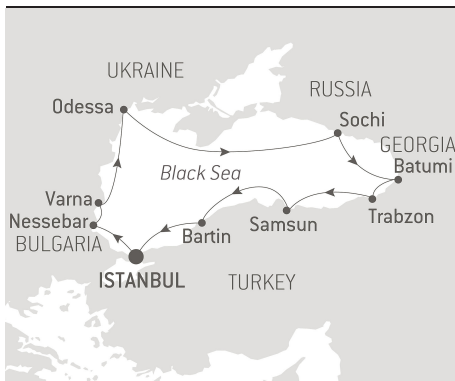 UKRAINE
Odessa
RUSSIA
Sochi
GEORGIA
Batumi
Black Sea
Varna
Nessebar
BULGARIA
Trabzon
Samsun
Bartin
ISTANBUL
TURKEY